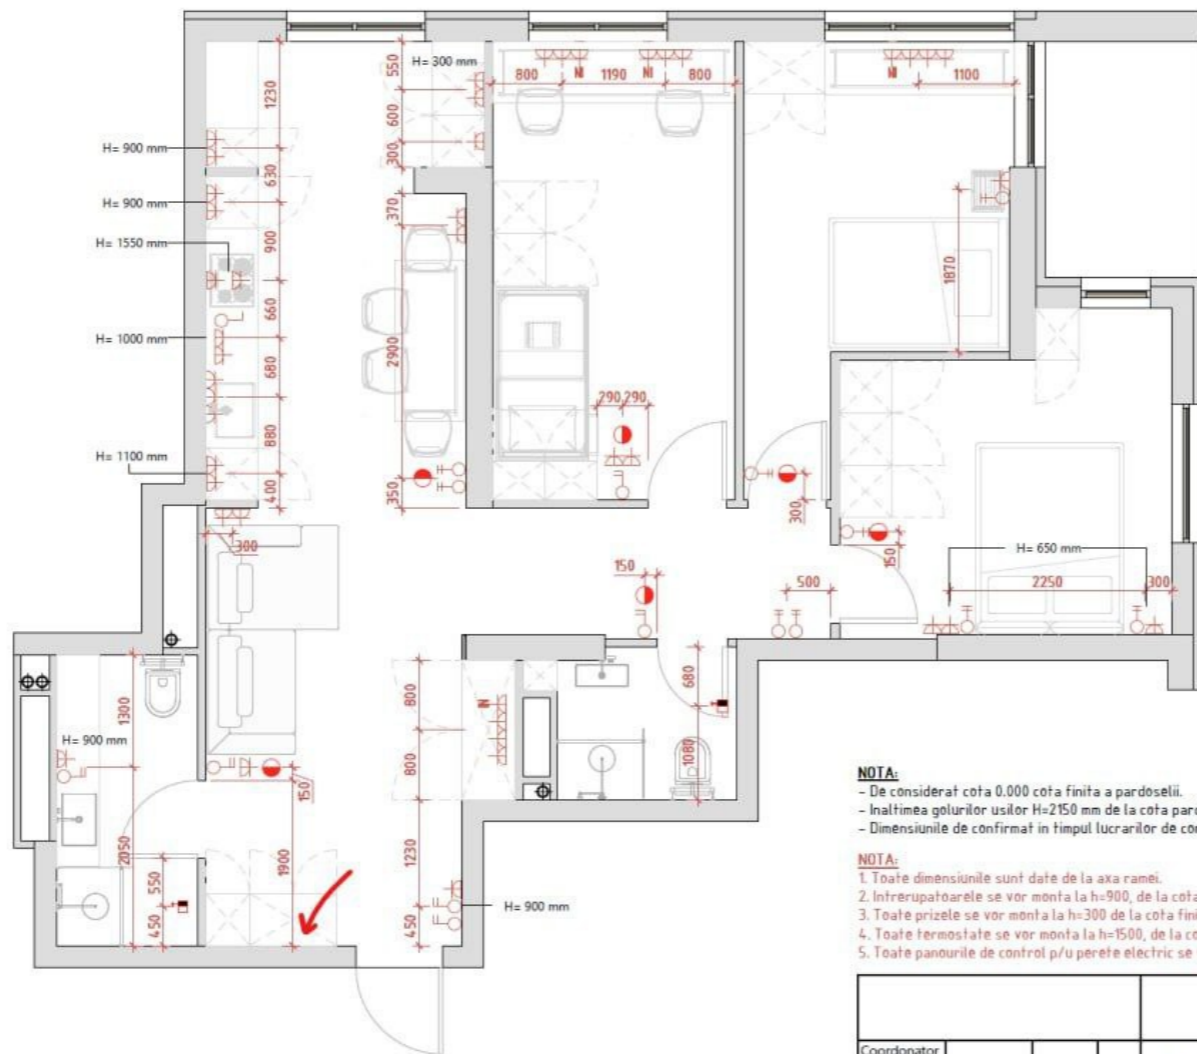 H= 300 mm
550
600
300
1230
630
900
660
680
880
400
800
1190
800
NI
NI
NI
1100
H= 900 mm
H= 900 mm
H= 1550 mm
H= 1000 mm
H= 1100 mm
370
2900
350
290
290
1870
300
150
H= 650 mm
2250
300
300
150
500
1300
H= 900 mm
2050
550
450
150
1900
800
800
NI
1230
450
H= 900 mm
680
1080
NOTA:
- De considerat cota 0.000 cota finita a pardoselii.
- Inaltimea golurilor usilor H=2150 mm de la cota
- Dimensiunile de confirmat in timpul lucrarilor de
NOTA:
1. Toate dimensiunile sunt date de la axa ramei.
2. Intrerupatoarele se vor monta la h=900, de la cota
3. Toate prizele se vor monta la h=300 de la cota
4. Toate termostate se vor monta la h=1500, de la
5. Toate panourile de control p/u perete electric se
Coordonator